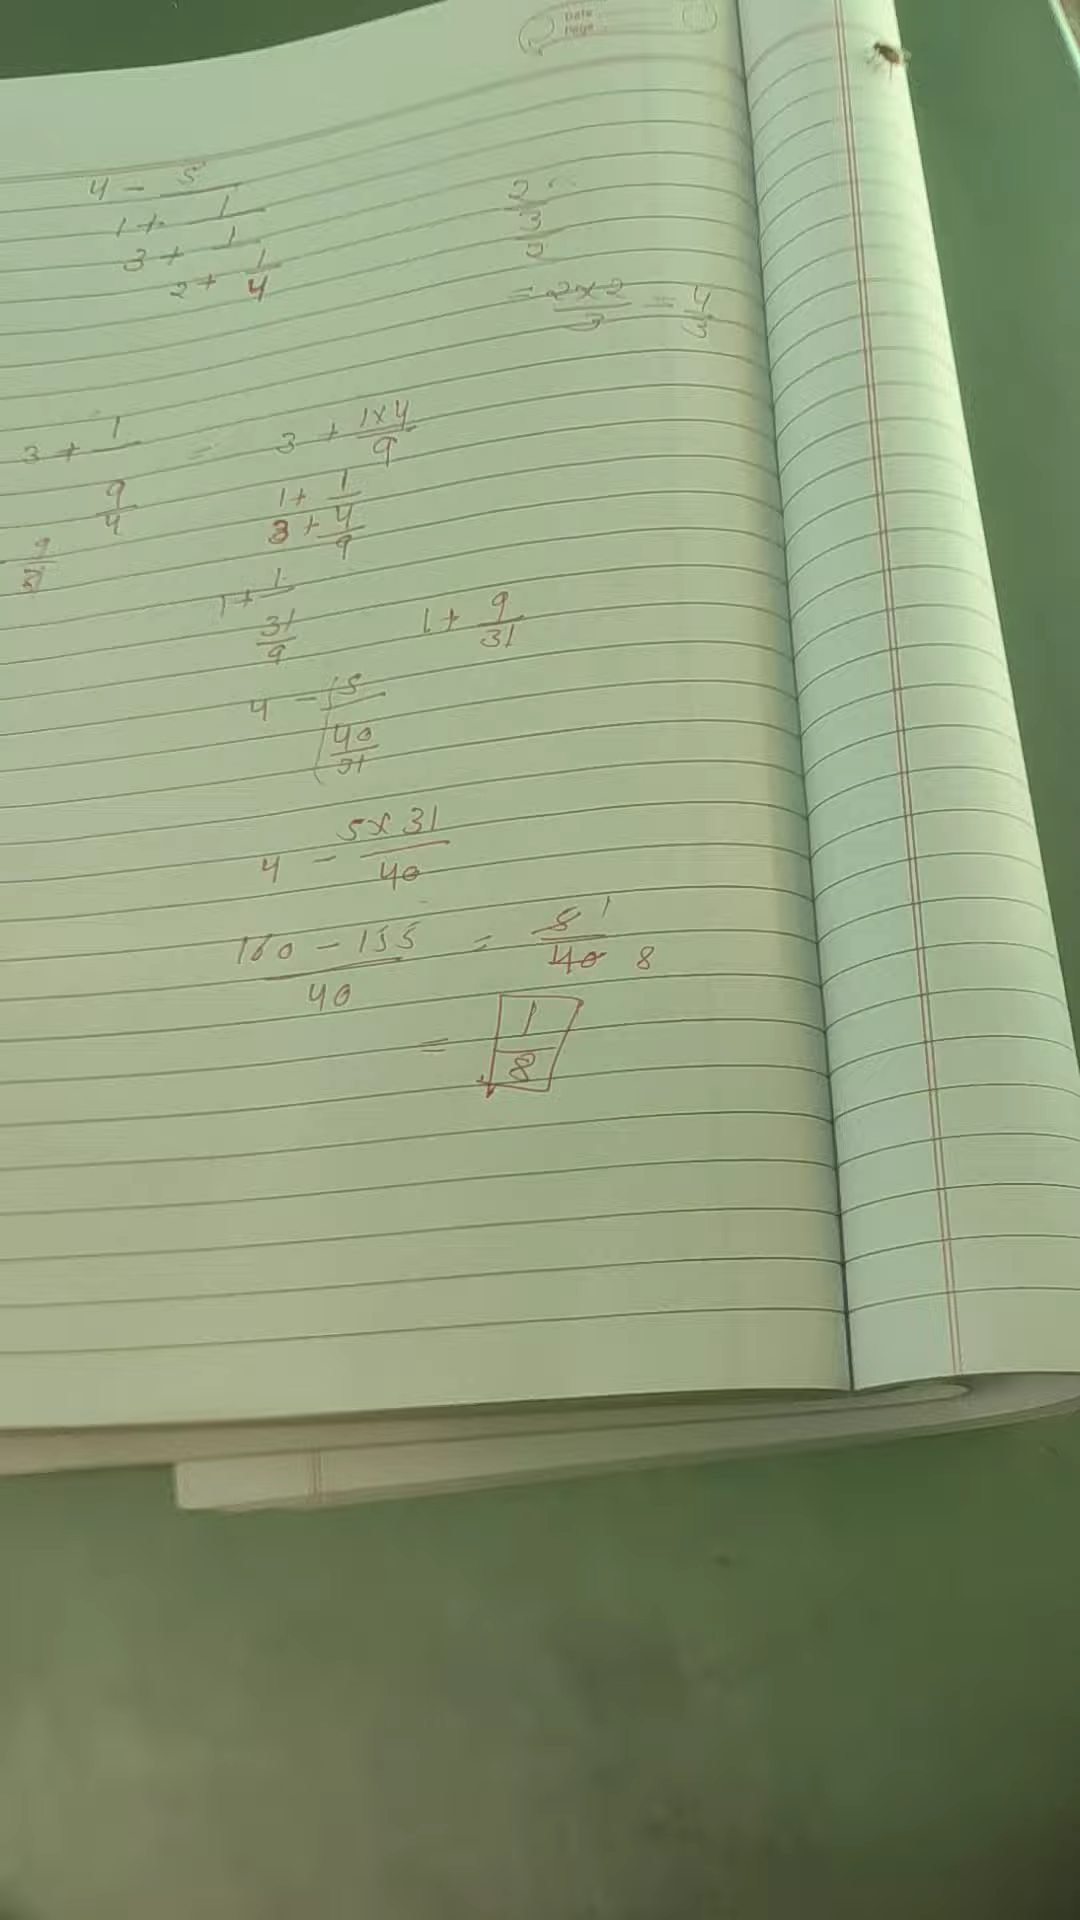 Date
Page
4 - 5
1 + 1
3 + 1
2 + 1/4
2
3
2
= 2×2/3 = 4/3
3 + 1 = 3 + 1×4/9
9/4
1 + 1
3 + 4/9
1 + 1
31/9
1 + 9/31
4 - (5
40
31
4 - 5×31/40
160 - 155/40 = 5/40 1 8
= 1/8